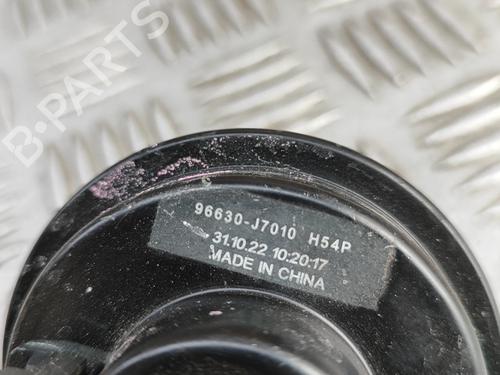 B-PARTS
96630-J7010 H54P
31.10.22 10:20:17
MADE IN CHINA